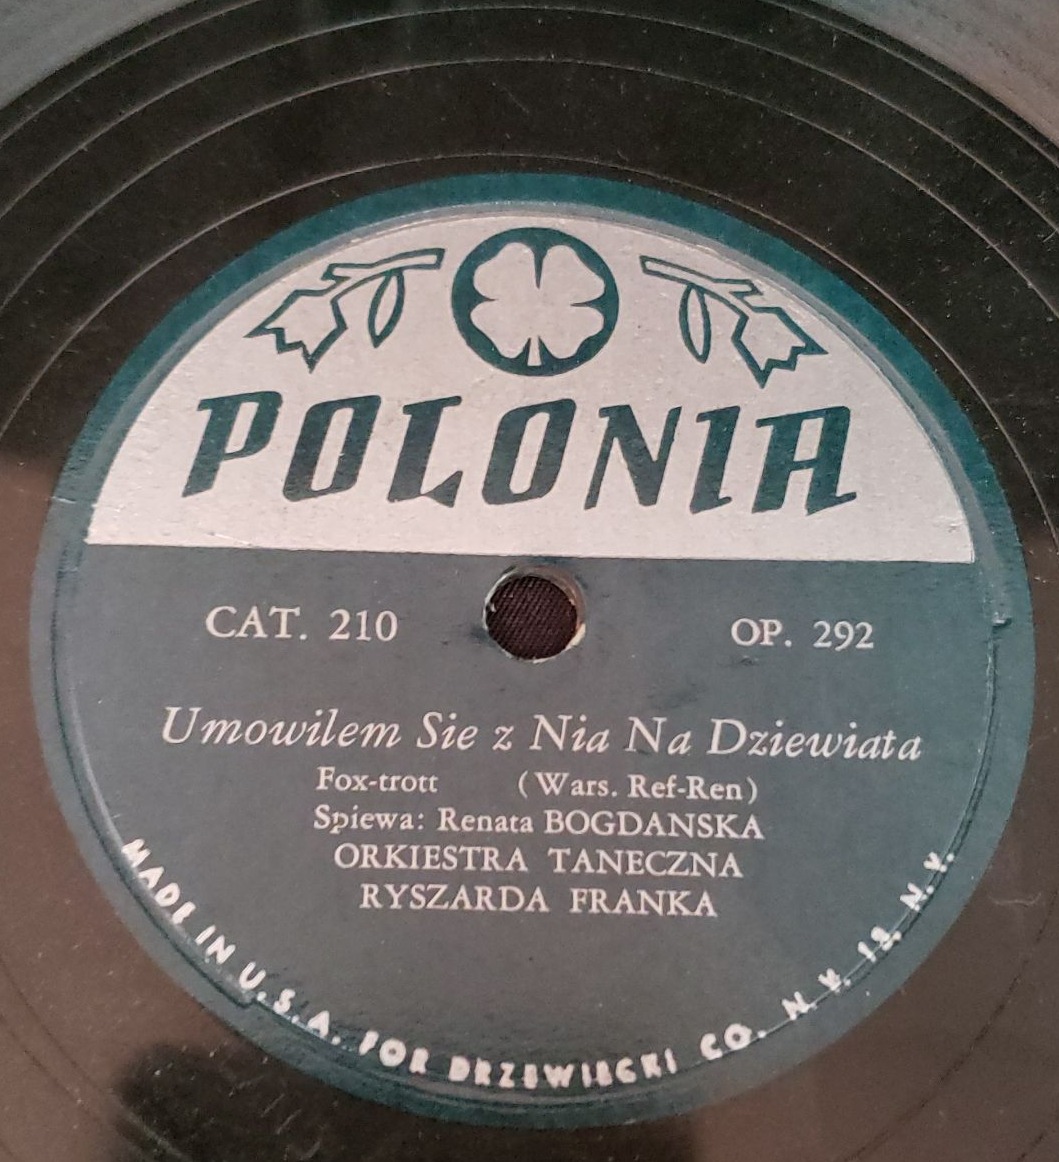 POLONIA
CAT. 210
OP. 292
Umowilem Sie z Nia Na Dziewiata
Fox-trott (Wars. Ref-Ren)
Spiewa: Renata BOGDANSKA
ORKIESTRA TANECZNA
RYSZARDA FRANKA
MADE IN U.S.A. FOR DRZEWIECKI CO. N.Y. 12, N.Y.